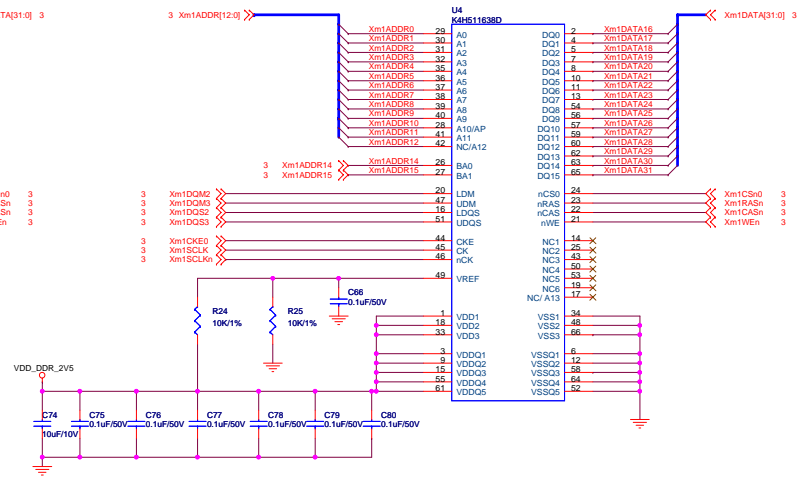 TA[31:0] 3
3 Xm1ADDR[12:0]
U4
K4H511638D
Xm1DATA[31:0] 3
Xm1ADDR0 29 A0 DQ0 2 Xm1DATA16
Xm1ADDR1 30 A1 DQ1 4 Xm1DATA17
Xm1ADDR2 31 A2 DQ2 5 Xm1DATA18
Xm1ADDR3 32 A3 DQ3 7 Xm1DATA19
Xm1ADDR4 35 A4 DQ4 8 Xm1DATA20
Xm1ADDR5 36 A5 DQ5 10 Xm1DATA21
Xm1ADDR6 37 A6 DQ6 11 Xm1DATA22
Xm1ADDR7 38 A7 DQ7 13 Xm1DATA23
Xm1ADDR8 39 A8 DQ8 54 Xm1DATA24
Xm1ADDR9 40 A9 DQ9 56 Xm1DATA25
Xm1ADDR10 28 A10/AP DQ10 57 Xm1DATA26
Xm1ADDR11 41 A11 DQ11 59 Xm1DATA27
Xm1ADDR12 42 NC/A12 DQ12 60 Xm1DATA28
DQ13 62 Xm1DATA29
3 Xm1ADDR14 Xm1ADDR14 26 BA0 DQ14 63 Xm1DATA30
3 Xm1ADDR15 Xm1ADDR15 27 BA1 DQ15 65 Xm1DATA31
n0 3 3 Xm1DQM2 20 LDM nCS0 24 Xm1CSn0 3
Sn 3 3 Xm1DQM3 47 UDM nRAS 23 Xm1RASn 3
Sn 3 3 Xm1DQS2 16 LDQS nCAS 22 Xm1CASn 3
En 3 3 Xm1DQS3 51 UDQS nWE 21 Xm1WEn 3
3 Xm1CKE0 44 CKE NC1 14
3 Xm1SCLK 45 CK NC2 25
3 Xm1SCLKn 46 nCK NC3 43
NC4 50
49 VREF NC5 53
NC6 19
NC/ A13 17
C66
0.1uF/50V
R24
10K/1%
R25
10K/1%
1 VDD1 VSS1 34
18 VDD2 VSS2 48
33 VDD3 VSS3 66
3 VDDQ1 VSSQ1 6
9 VDDQ2 VSSQ2 12
15 VDDQ3 VSSQ3 58
55 VDDQ4 VSSQ4 64
61 VDDQ5 VSSQ5 52
VDD_DDR_2V5
C74 C75 C76 C77 C78 C79 C80
10uF/10V 0.1uF/50V 0.1uF/50V 0.1uF/50V 0.1uF/50V 0.1uF/50V 0.1uF/50V